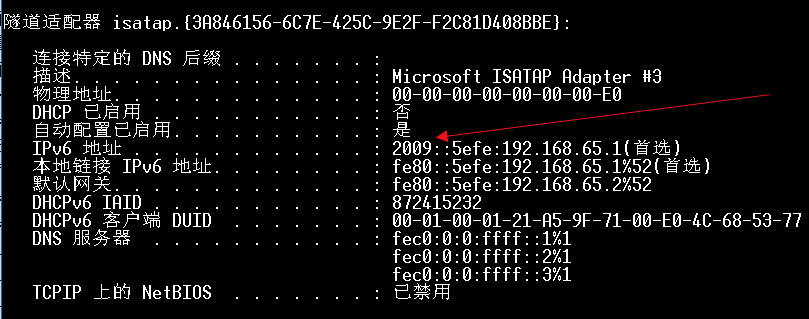 隧道适配器 isatap.{3A846156-6C7E-425C-9E2F-F2C81D408BBE}:
连接特定的 DNS 后缀 . . . . . . . :
描述. . . . . . . . . . . . . . . : Microsoft ISATAP Adapter #3
物理地址. . . . . . . . . . . . . : 00-00-00-00-00-00-00-E0
DHCP 已启用 . . . . . . . . . . . : 否
自动配置已启用. . . . . . . . . . : 是
IPv6 地址 . . . . . . . . . . . . : 2009::5efe:192.168.65.1(首选)
本地链接 IPv6 地址. . . . . . . . : fe80::5efe:192.168.65.1%52(首选)
默认网关. . . . . . . . . . . . . : fe80::5efe:192.168.65.2%52
DHCPv6 IAID . . . . . . . . . . . : 872415232
DHCPv6 客户端 DUID  . . . . . . . : 00-01-00-01-21-A5-9F-71-00-E0-4C-68-53-77
DNS 服务器  . . . . . . . . . . . : fec0:0:0:ffff::1%1
fec0:0:0:ffff::2%1
fec0:0:0:ffff::3%1
TCPIP 上的 NetBIOS  . . . . . . . : 已禁用